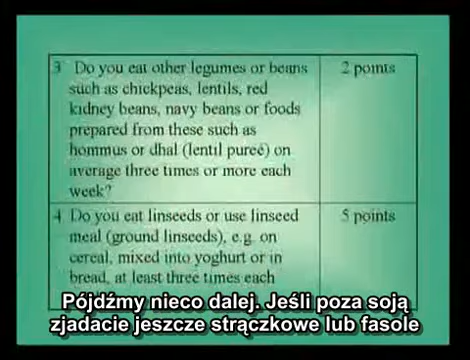 3 Do you eat other legumes or beans
such as chickpeas, lentils, red
kidney beans, navy beans or foods
prepared from these such as
hommus or dhal (lentil pureé) on
average three times or more each
week?
2 points
4 Do you eat linseeds or use linseed
meal (ground linseeds), e.g. on
cereal, mixed into yoghurt or in
bread, at least three times each
5 points
Pójdźmy nieco dalej. Jeśli poza soją
zjadacie jeszcze strączkowe lub fasole